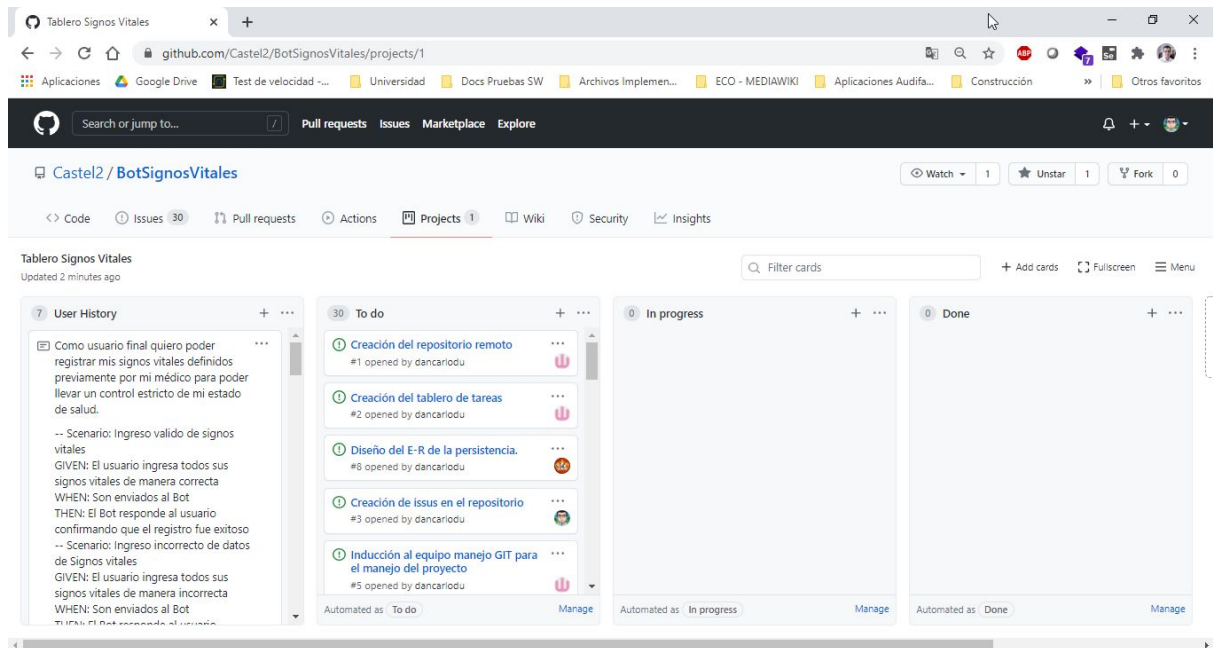 Tablero Signos Vitales
github.com/Castel2/BotSignosVitales/projects/1
ABP
7
Se
Aplicaciones Google Drive Test de velocidad -... Universidad Docs Pruebas SW Archivos Implemen... ECO - MEDIAWIKI Aplicaciones Audifa... Construcción » Otros favoritos
Search or jump to... / Pull requests Issues Marketplace Explore
Castel2 / BotSignosVitales
Watch 1 Unstar 1 Fork 0
Code Issues 30 Pull requests Actions Projects 1 Wiki Security Insights
Tablero Signos Vitales
Updated 2 minutes ago
Filter cards
+ Add cards Fullscreen Menu
7 User History
Como usuario final quiero poder
registrar mis signos vitales definidos
previamente por mi médico para poder
llevar un control estricto de mi estado
de salud.
-- Scenario: Ingreso valido de signos
vitales
GIVEN: El usuario ingresa todos sus
signos vitales de manera correcta
WHEN: Son enviados al Bot
THEN: El Bot responde al usuario
confirmando que el registro fue exitoso
-- Scenario: Ingreso incorrecto de datos
de Signos vitales
GIVEN: El usuario ingresa todos sus
signos vitales de manera incorrecta
WHEN: Son enviados al Bot
THEN: El Bot responde al usuario
30 To do
Creación del repositorio remoto
#1 opened by dancarlodu
Creación del tablero de tareas
#2 opened by dancarlodu
Diseño del E-R de la persistencia.
#8 opened by dancarlodu
Creación de issus en el repositorio
#3 opened by dancarlodu
Inducción al equipo manejo GIT para
el manejo del proyecto
#5 opened by dancarlodu
Automated as To do Manage
0 In progress
Automated as In progress Manage
0 Done
Automated as Done Manage